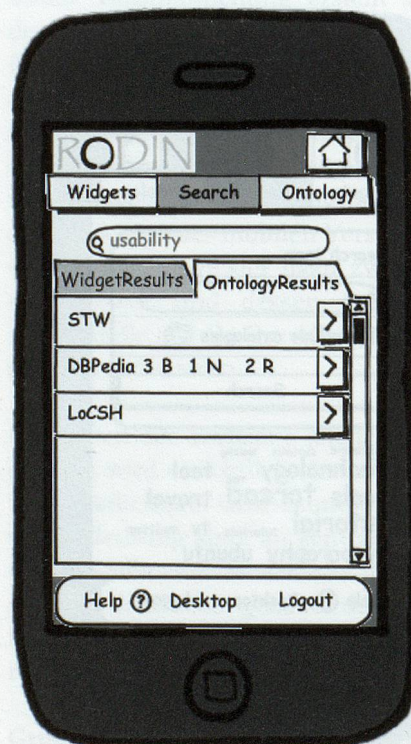 RODIN
Widgets Search Ontology
usability
WidgetResults OntologyResults
STW >
DBPedia 3 B 1 N 2 R >
LoCSH >
Help ? Desktop Logout